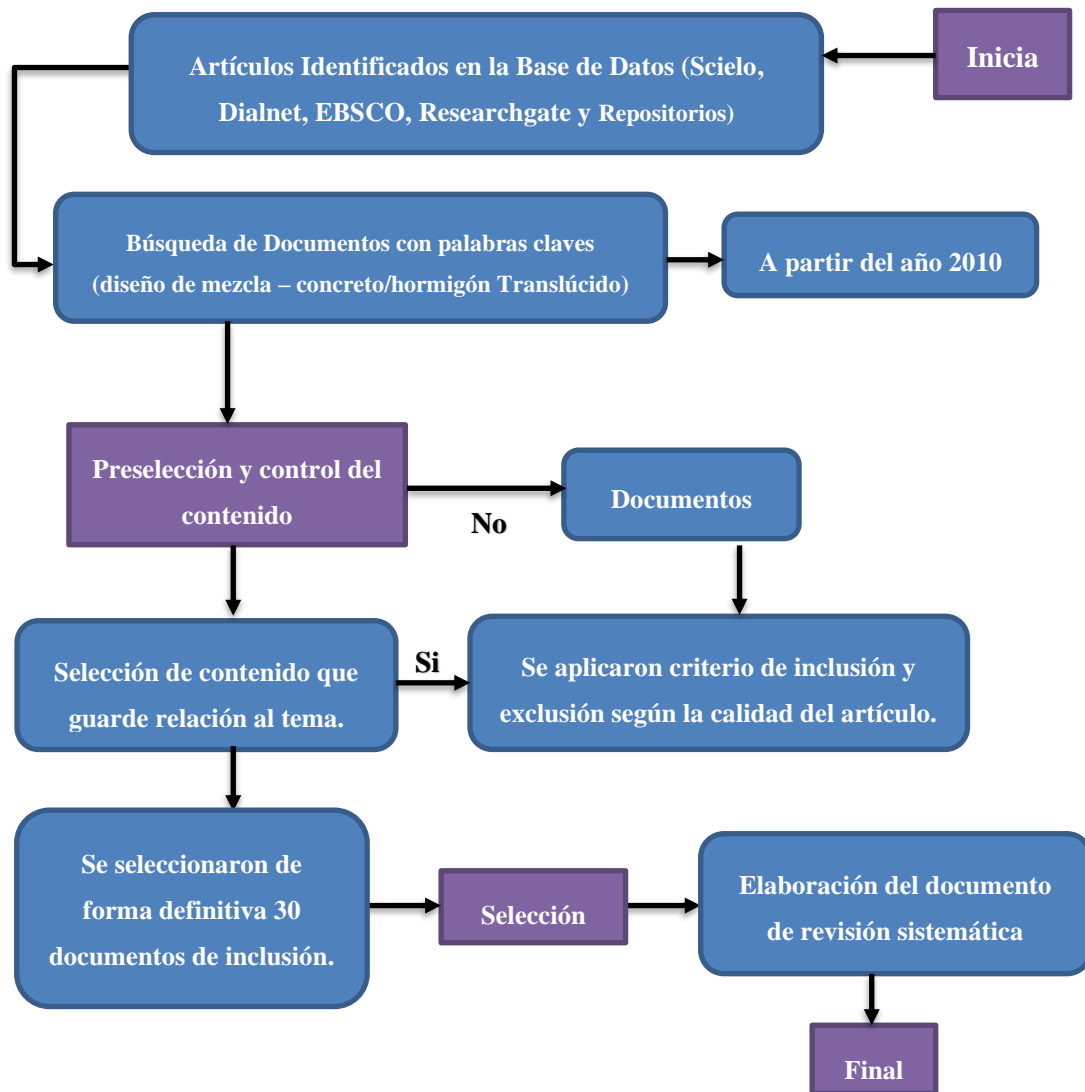 Inicia
Artículos Identificados en la Base de Datos (Scielo,
Dialnet, EBSCO, Researchgate y Repositorios)
Búsqueda de Documentos con palabras claves
(diseño de mezcla – concreto/hormigón Translúcido)
A partir del año 2010
Preselección y control del
contenido
No
Documentos
Selección de contenido que
guarde relación al tema.
Si
Se aplicaron criterio de inclusión y
exclusión según la calidad del artículo.
Se seleccionaron de
forma definitiva 30
documentos de inclusión.
Selección
Elaboración del documento
de revisión sistemática
Final